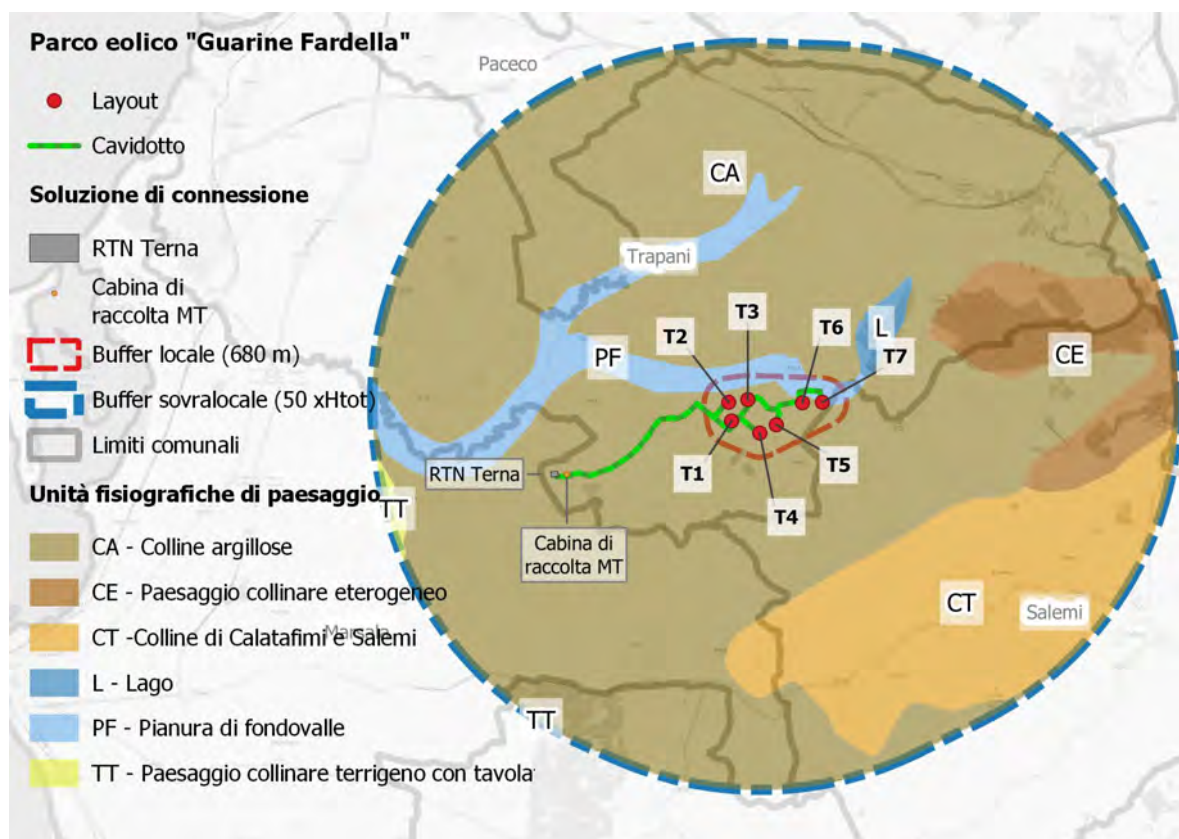 Parco eolico "Guarine Fardella"
Layout
Cavidotto
Soluzione di connessione
RTN Terna
Cabina di
raccolta MT
Buffer locale (680 m)
Buffer sovralocale (50 xHtot)
Limiti comunali
Unità fisiografiche di paesaggio
CA - Colline argillose
CE - Paesaggio collinare eterogeneo
CT -Colline di Calatafimi e Salemi
L - Lago
PF - Pianura di fondovalle
TT - Paesaggio collinare terrigeno con tavola
Paceco
CA
Trapani
T3
T6
L
T2
T7
PF
CE
T1
T5
RTN Terna
T4
TT
Cabina di
raccolta MT
CT
Salemi
Marsala
TT